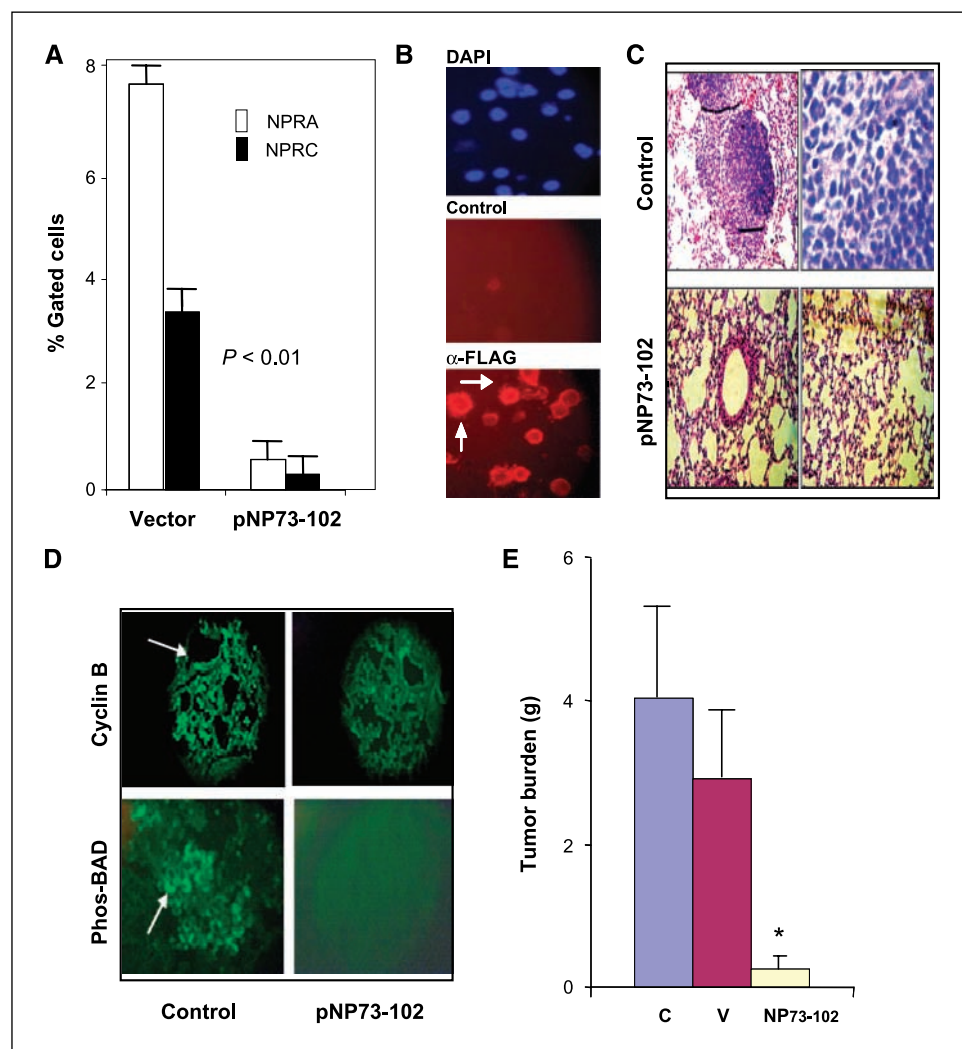 A
8
6
4
2
0
% Gated cells
NPRA
NPRC
P < 0.01
Vector
pNP73-102
B
DAPI
Control
α-FLAG
C
Control
pNP73-102
D
Cyclin B
Phos-BAD
Control
pNP73-102
E
6
4
2
0
Tumor burden (g)
*
C
V
NP73-102